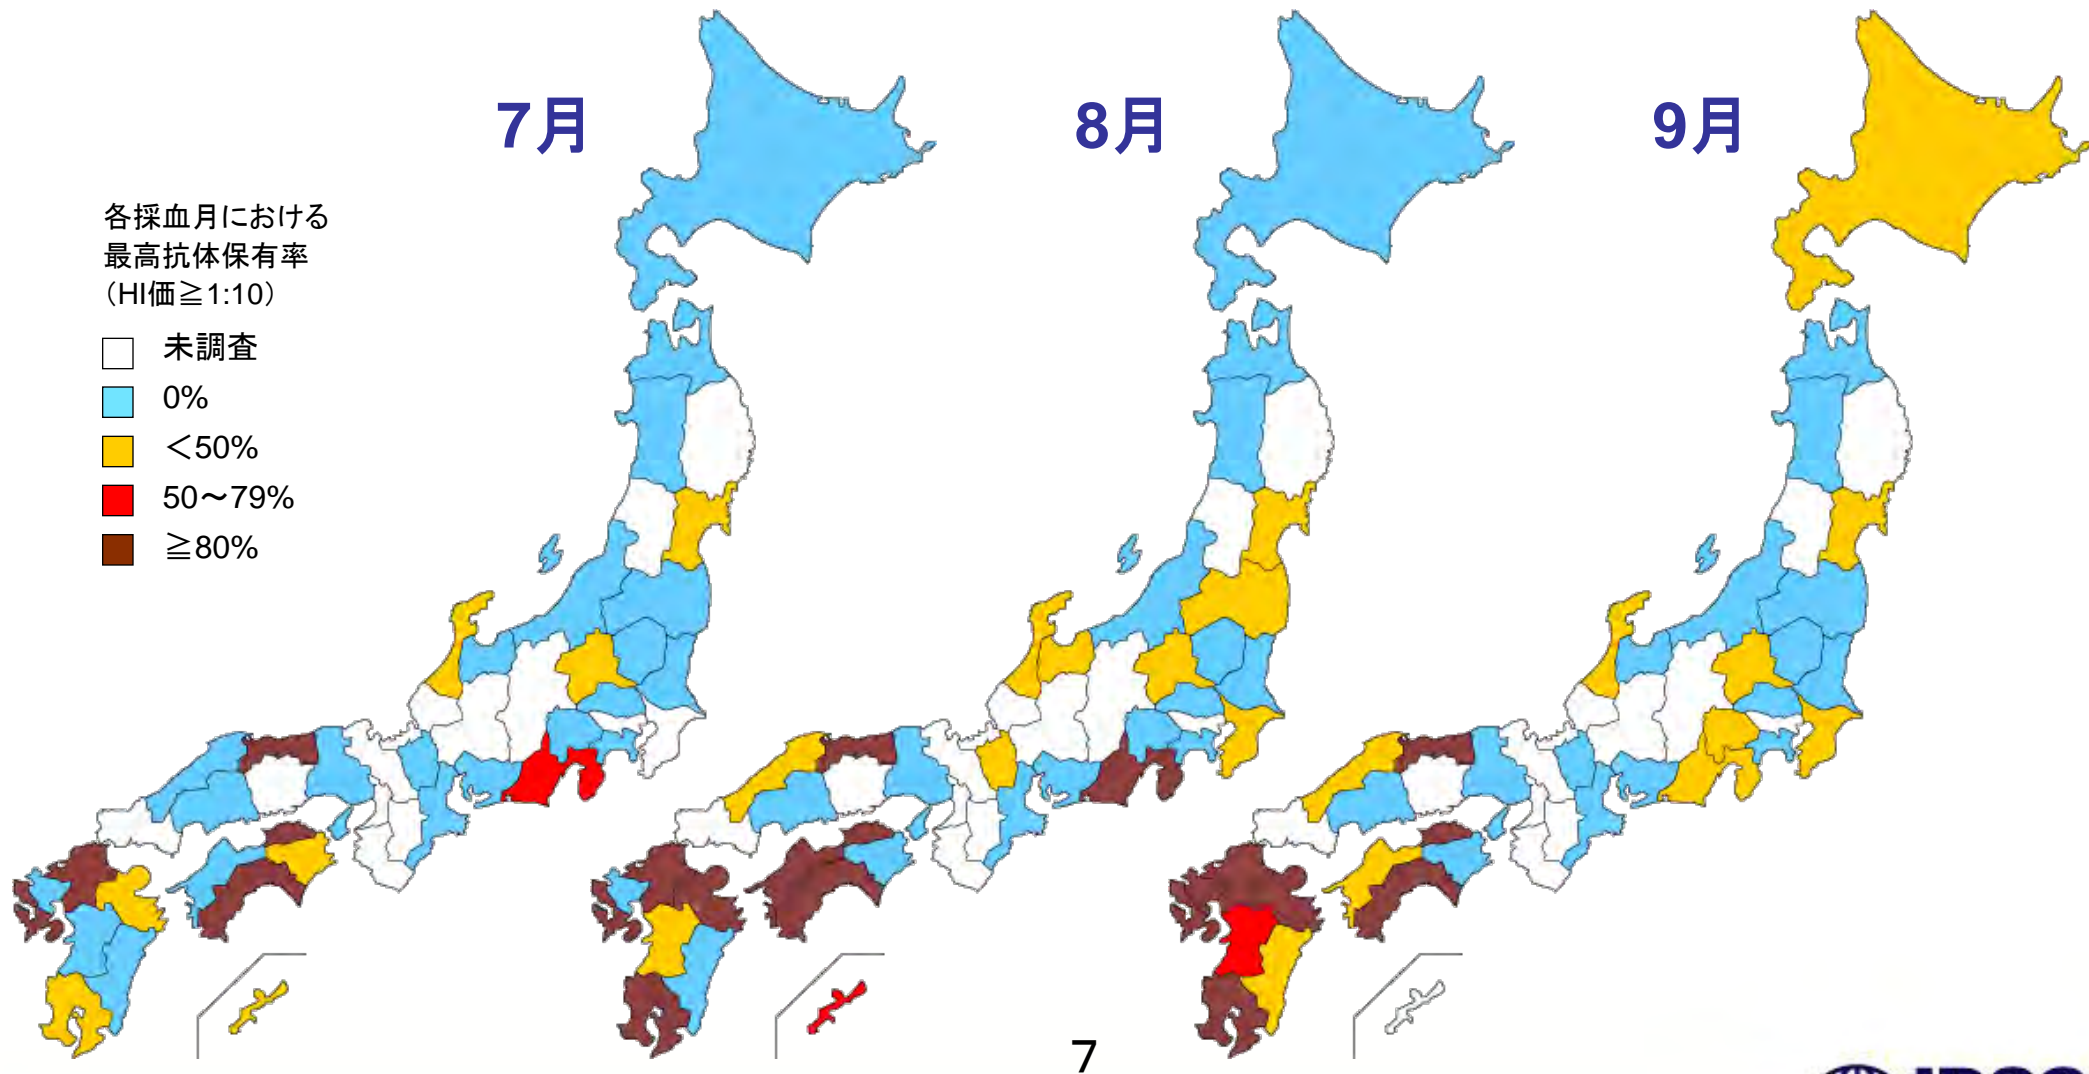 7月
8月
9月
各採血月における
最高抗体保有率
（HI価≧1:10）
未調査
0%
＜50%
50～79%
≧80%
7